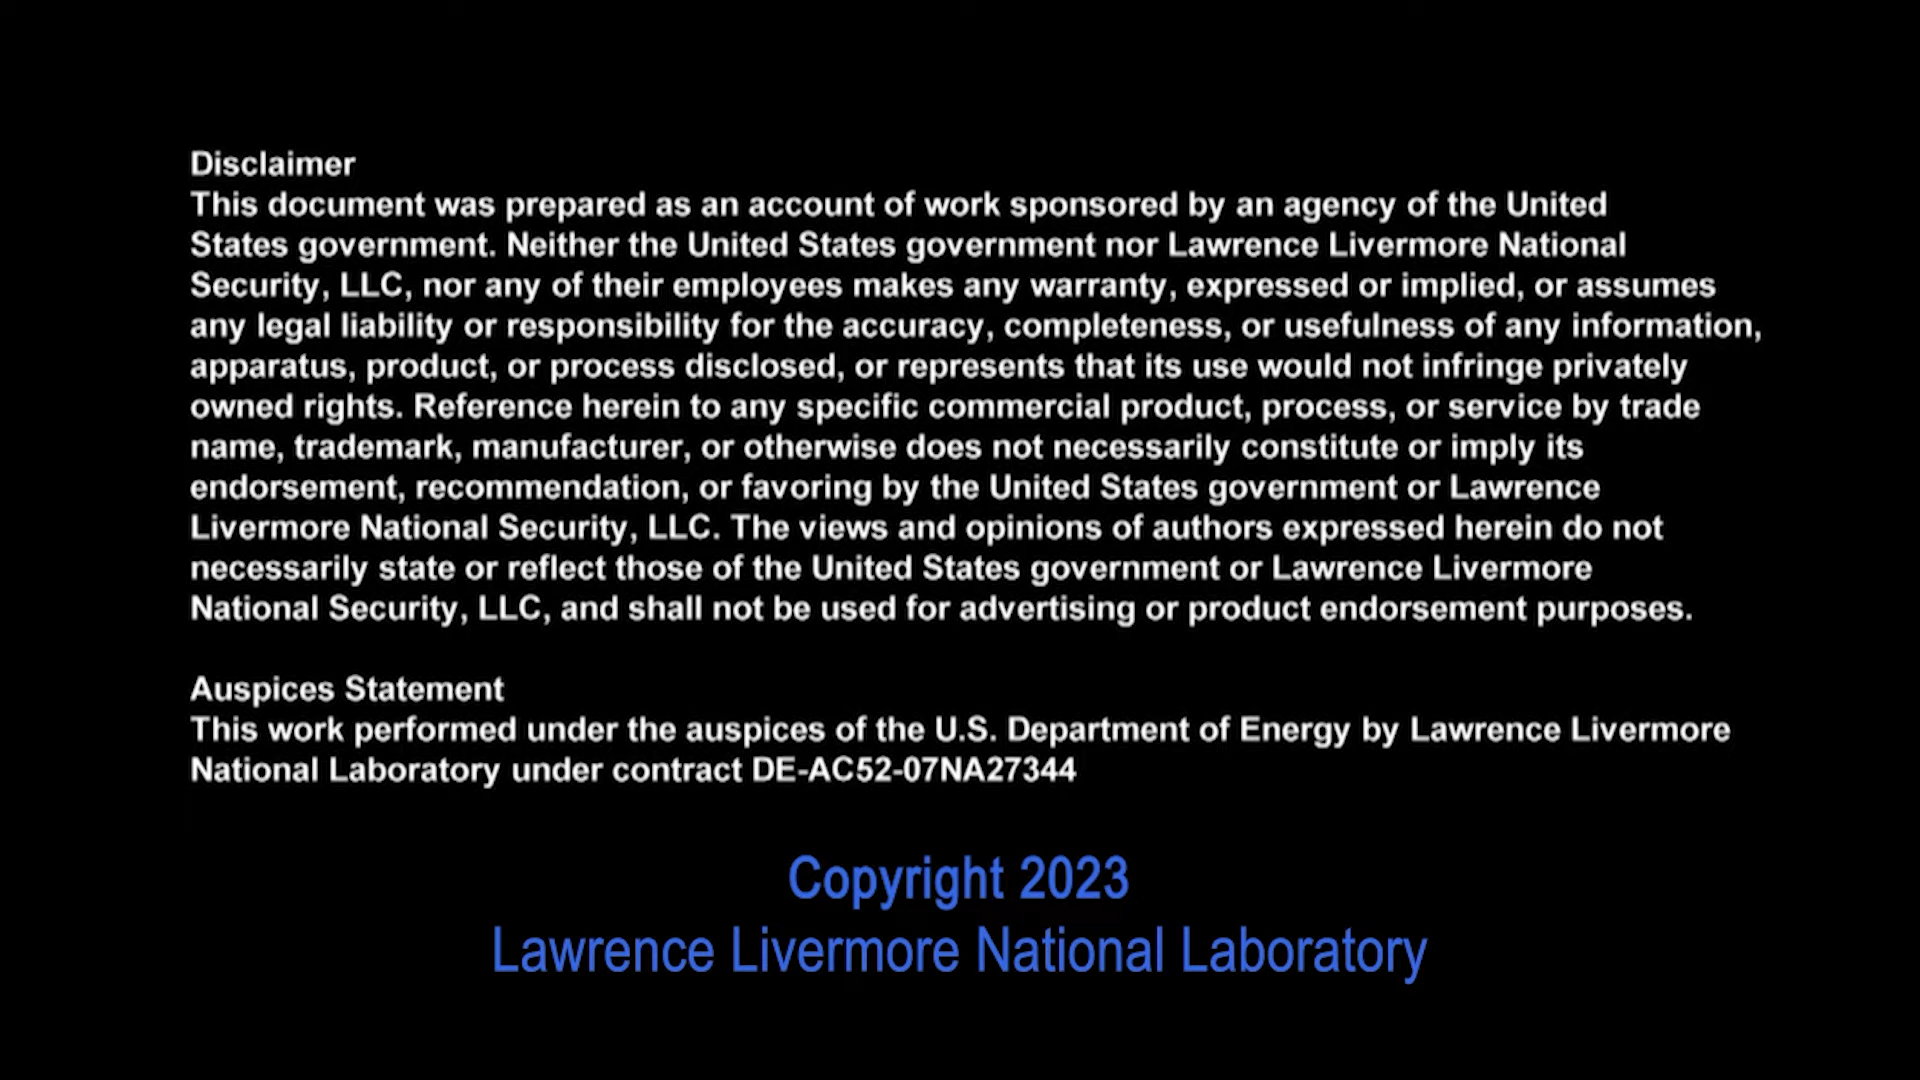 Disclaimer
This document was prepared as an account of work sponsored by an agency of the United
States government. Neither the United States government nor Lawrence Livermore National
Security, LLC, nor any of their employees makes any warranty, expressed or implied, or assumes
any legal liability or responsibility for the accuracy, completeness, or usefulness of any information,
apparatus, product, or process disclosed, or represents that its use would not infringe privately
owned rights. Reference herein to any specific commercial product, process, or service by trade
name, trademark, manufacturer, or otherwise does not necessarily constitute or imply its
endorsement, recommendation, or favoring by the United States government or Lawrence
Livermore National Security, LLC. The views and opinions of authors expressed herein do not
necessarily state or reflect those of the United States government or Lawrence Livermore
National Security, LLC, and shall not be used for advertising or product endorsement purposes.
Auspices Statement
This work performed under the auspices of the U.S. Department of Energy by Lawrence Livermore
National Laboratory under contract DE-AC52-07NA27344
Copyright 2023
Lawrence Livermore National Laboratory